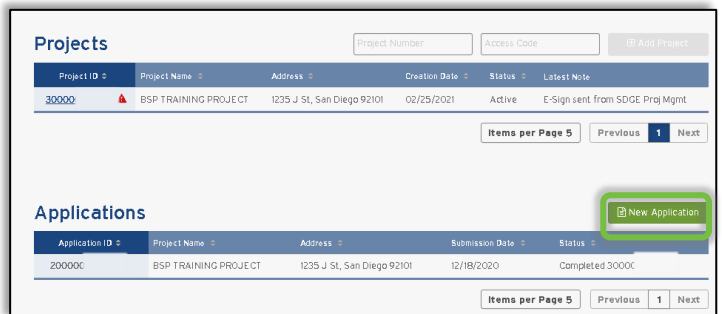 Projects
Project Number Access Code Add Project
Project ID Project Name Address Creation Date Status Latest Note
30000 BSP TRAINING PROJECT 1235 J St, San Diego 92101 02/25/2021 Active E-Sign sent from SDGE Proj Mgmt
Items per Page 5 Previous 1 Next
Applications
New Application
Application ID Project Name Address Submission Date Status
200000 BSP TRAINING PROJECT 1235 J St, San Diego 92101 12/18/2020 Completed 30000
Items per Page 5 Previous 1 Next